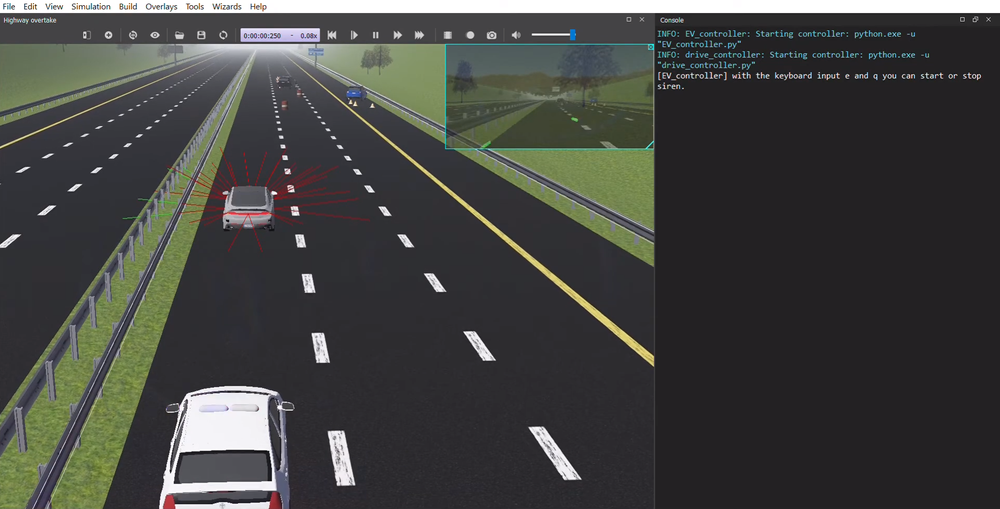 File Edit View Simulation Build Overlays Tools Wizards Help
Highway overtake
0:00:00:250 - 0.08x
Console
INFO: EV_controller: Starting controller: python.exe -u
"EV_controller.py"
INFO: drive_controller: Starting controller: python.exe -u
"drive_controller.py"
[EV_controller] with the keyboard input e and q you can start or stop
siren.